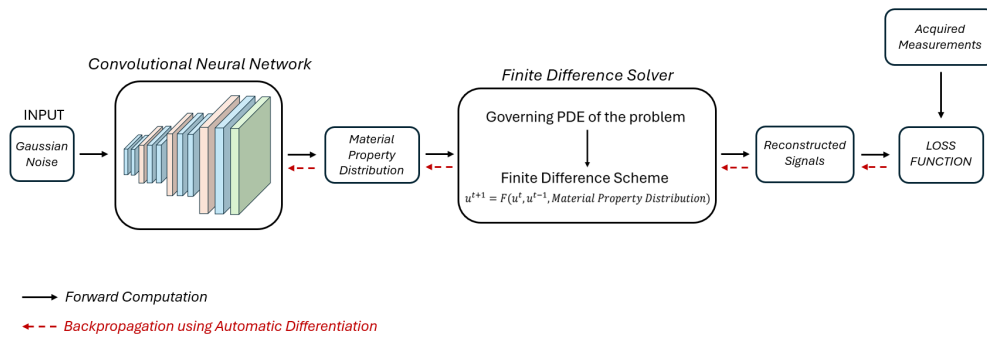 Acquired
Measurements
Convolutional Neural Network
Finite Difference Solver
INPUT
Gaussian
Noise
Material
Property
Distribution
Governing PDE of the problem
Finite Difference Scheme
u^{t+1} = F(u^t, u^{t−1}, Material Property Distribution)
Reconstructed
Signals
LOSS
FUNCTION
Forward Computation
Backpropagation using Automatic Differentiation